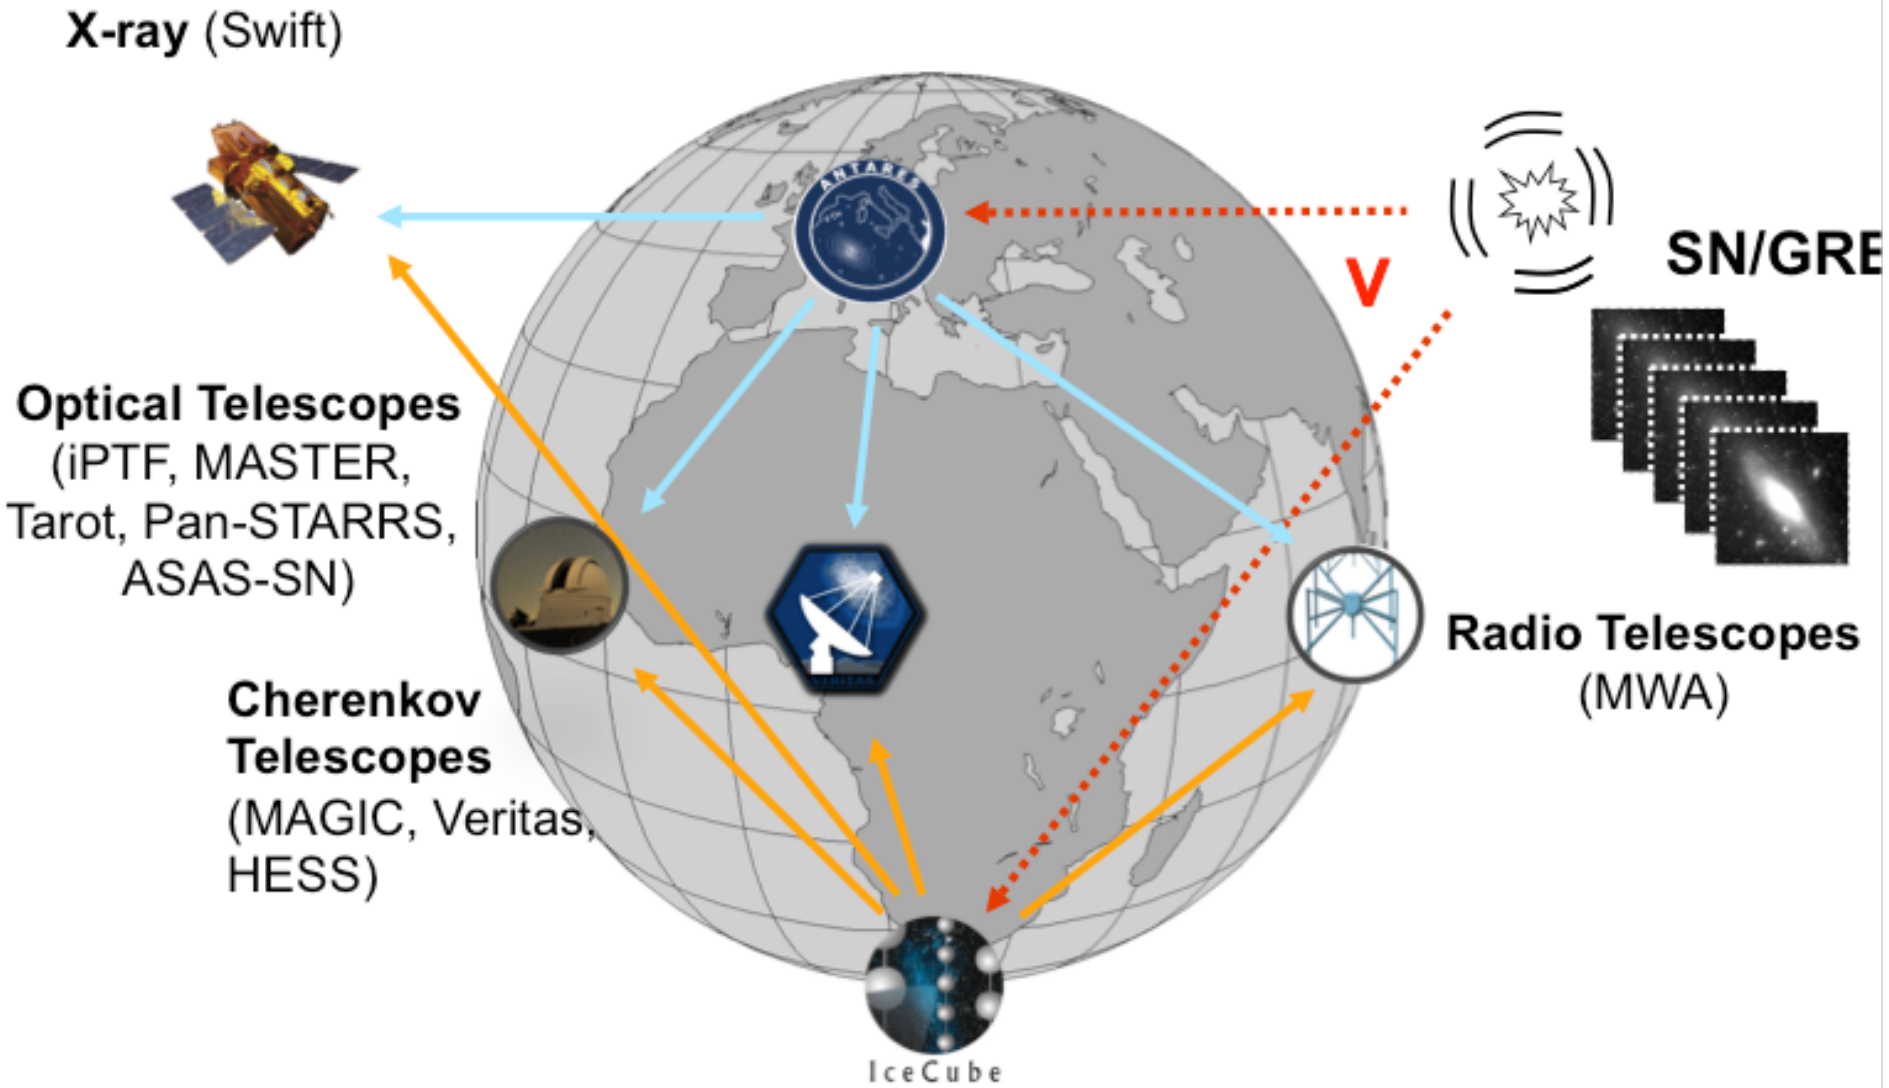 X-ray (Swift)
ANTARES
ν
SN/GRB
Optical Telescopes
(iPTF, MASTER,
Tarot, Pan-STARRS,
ASAS-SN)
VERITAS
Radio Telescopes
(MWA)
Cherenkov
Telescopes
(MAGIC, Veritas,
HESS)
IceCube